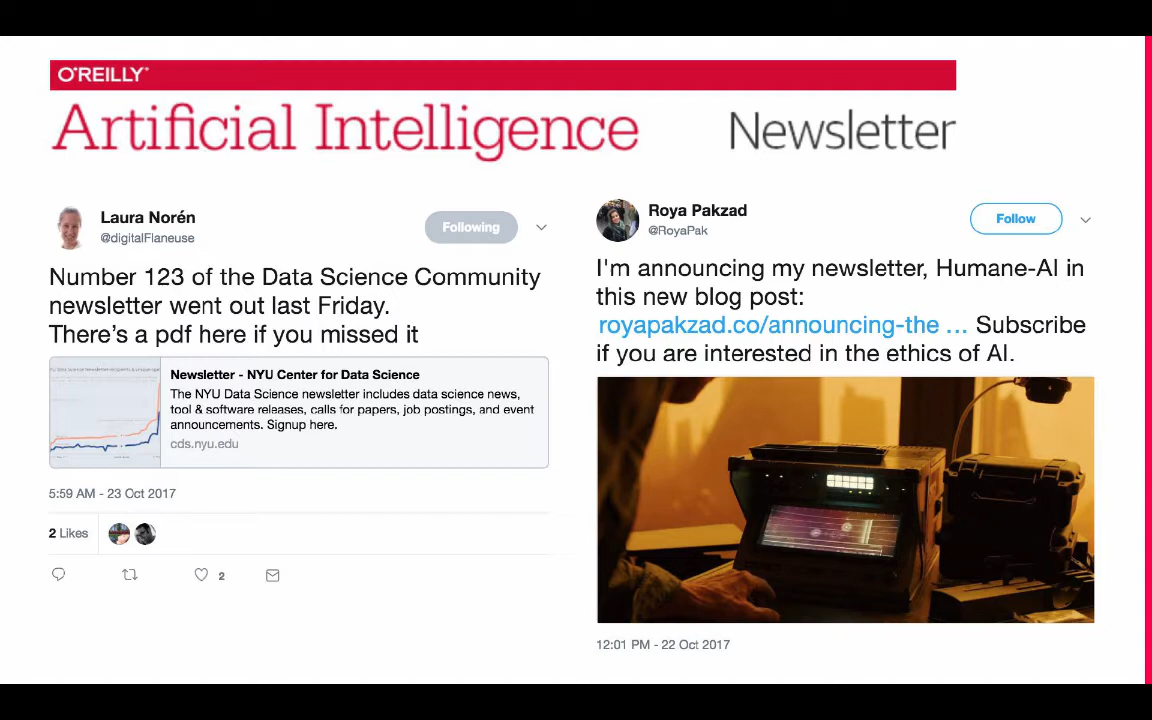 O'REILLY®
Artificial Intelligence Newsletter
Laura Norén
@digitalFlaneuse
Following
Number 123 of the Data Science Community
newsletter went out last Friday.
There's a pdf here if you missed it
Newsletter - NYU Center for Data Science
The NYU Data Science newsletter includes data science news,
tool & software releases, calls for papers, job postings, and event
announcements. Signup here.
cds.nyu.edu
5:59 AM - 23 Oct 2017
2 Likes
2
Roya Pakzad
@RoyaPak
Follow
I'm announcing my newsletter, Humane-AI in
this new blog post:
royapakzad.co/announcing-the ... Subscribe
if you are interested in the ethics of AI.
12:01 PM - 22 Oct 2017